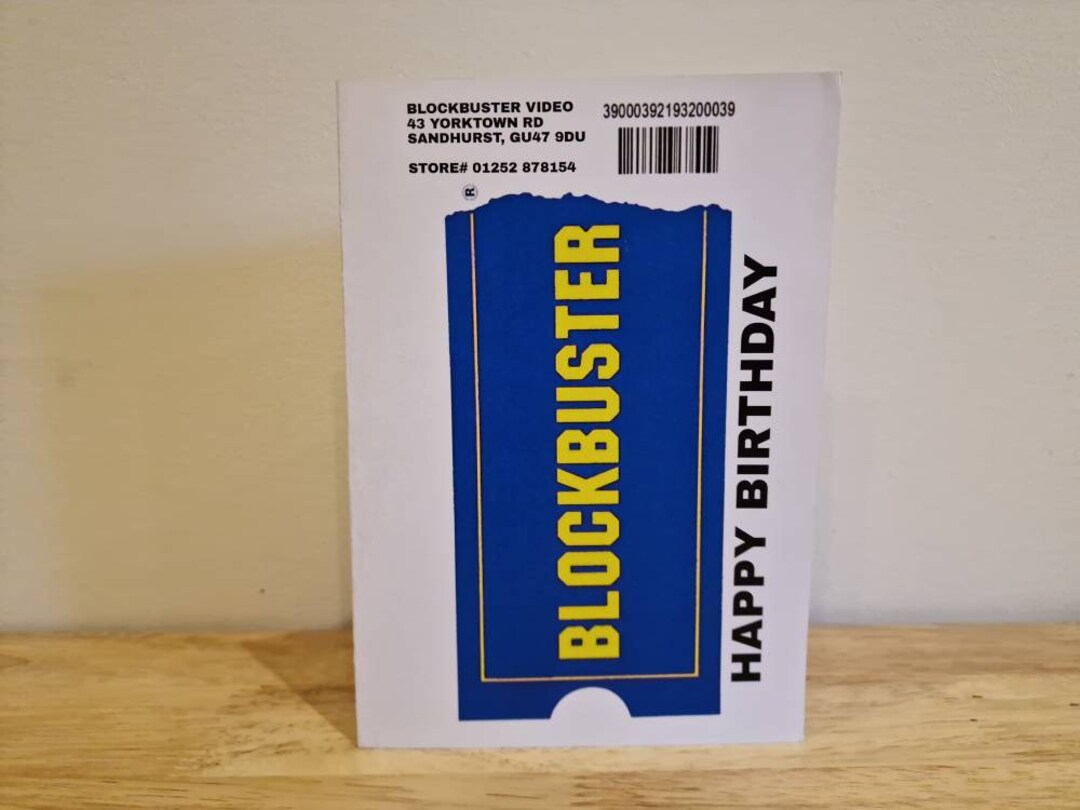 BLOCKBUSTER VIDEO
43 YORKTOWN RD
SANDHURST, GU47 9DU
STORE# 01252 878154
39000392193200039
®
BLOCKBUSTER
HAPPY BIRTHDAY